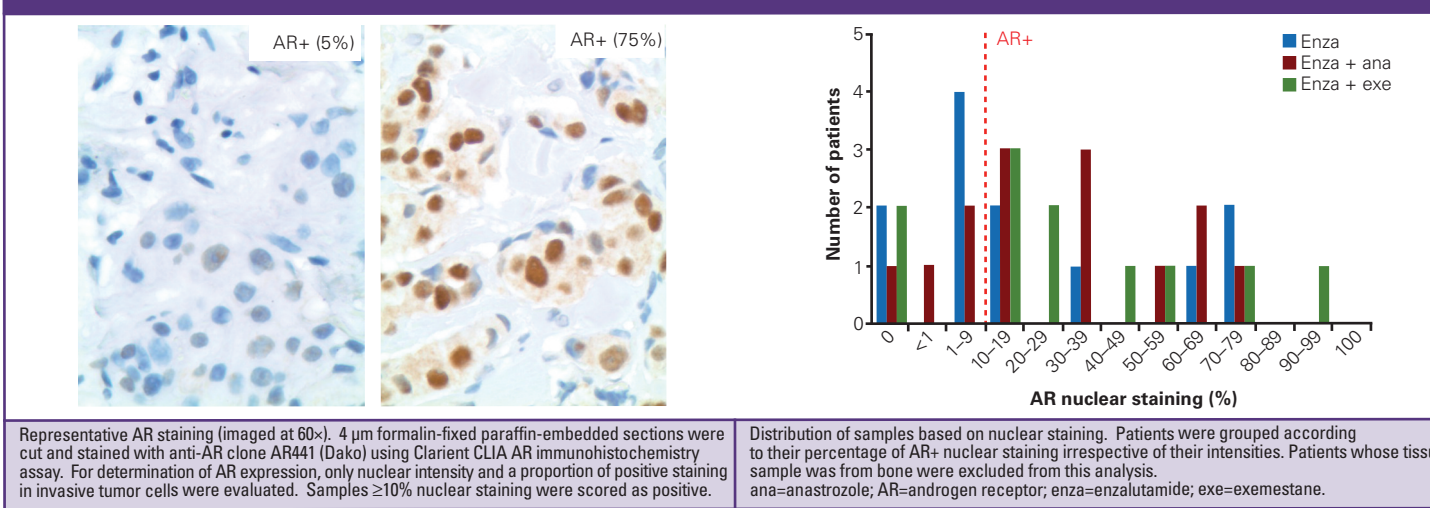 AR+ (5%)
AR+ (75%)
5
4
3
2
1
0
Number of patients
AR+
Enza
Enza + ana
Enza + exe
0
<1
1–9
10–19
20–29
30–39
40–49
50–59
60–69
70–79
80–89
90–99
100
AR nuclear staining (%)
Representative AR staining (imaged at 60×). 4 μm formalin-fixed paraffin-embedded sections were
cut and stained with anti-AR clone AR441 (Dako) using Clarient CLIA AR immunohistochemistry
assay. For determination of AR expression, only nuclear intensity and a proportion of positive staining
in invasive tumor cells were evaluated. Samples ≥10% nuclear staining were scored as positive.
Distribution of samples based on nuclear staining. Patients were grouped according
to their percentage of AR+ nuclear staining irrespective of their intensities. Patients whose tissu
sample was from bone were excluded from this analysis.
ana=anastrozole; AR=androgen receptor; enza=enzalutamide; exe=exemestane.